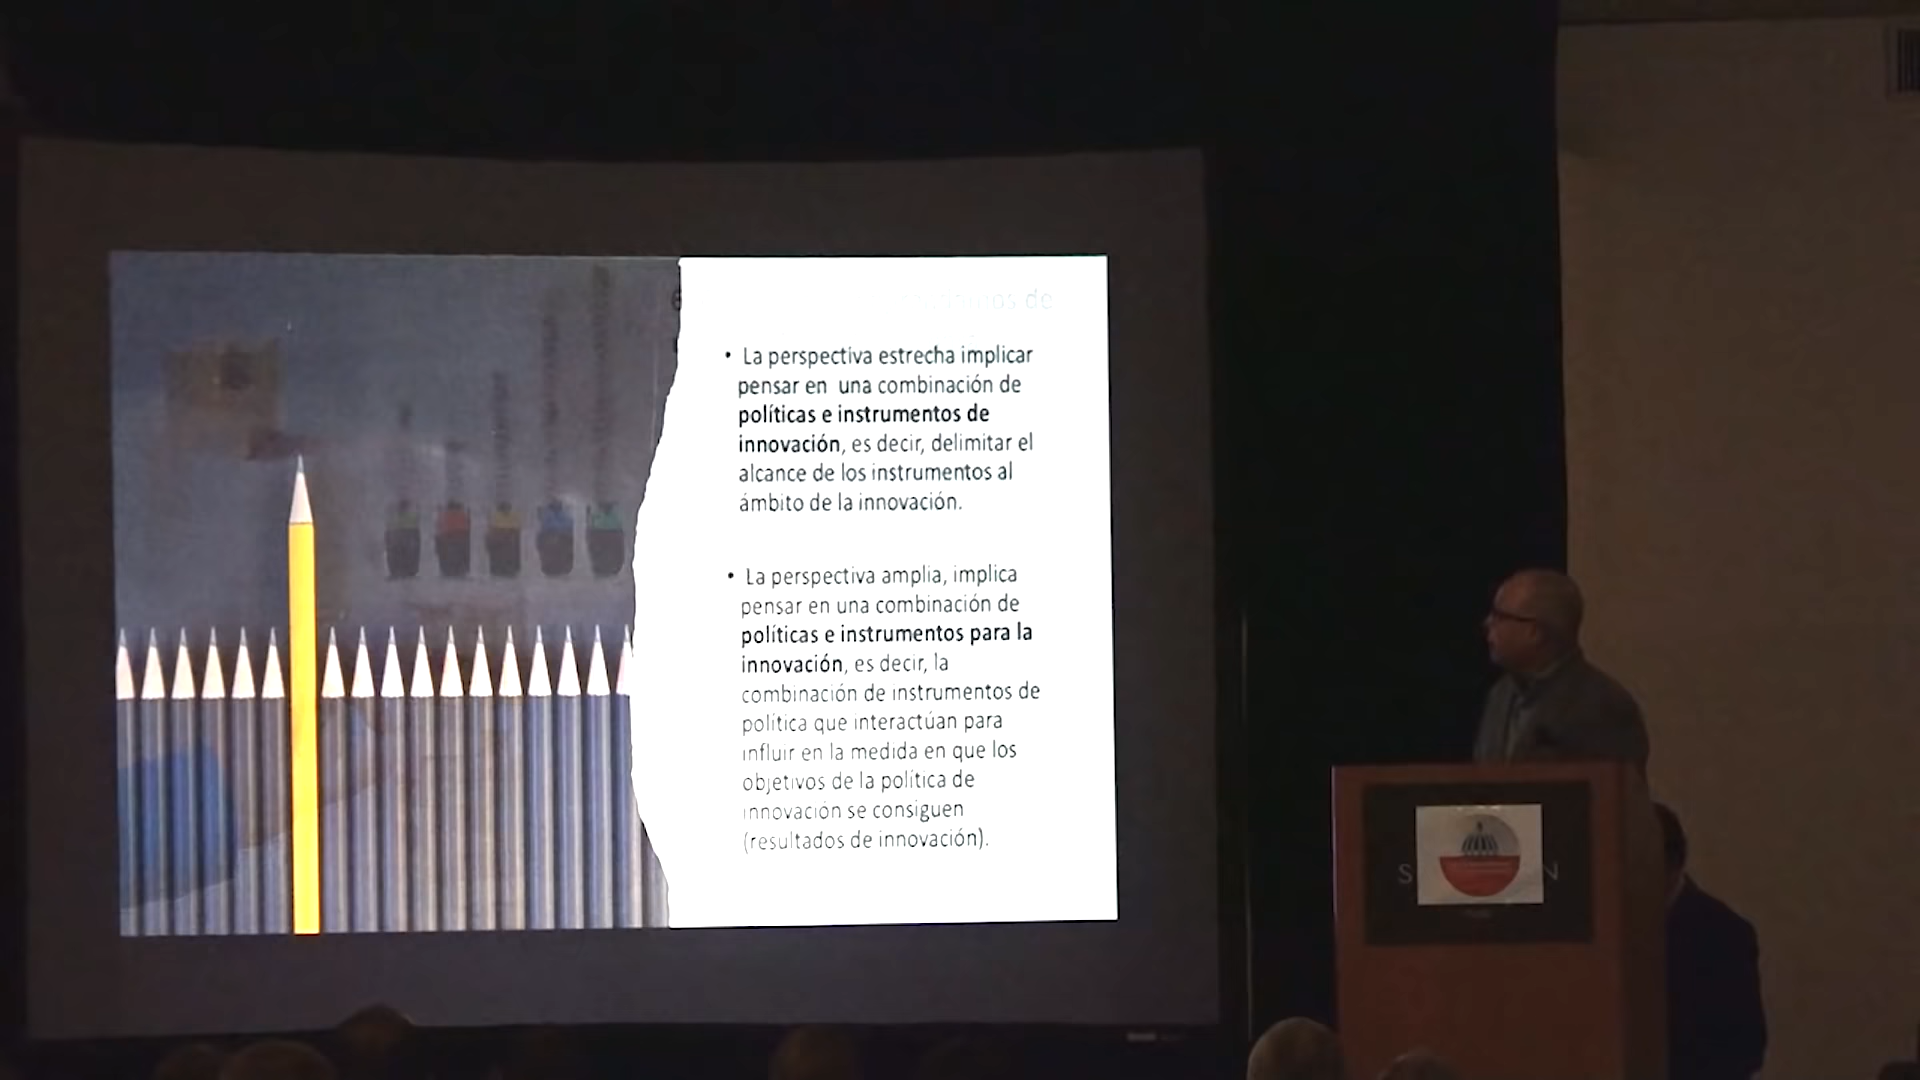 • La perspectiva estrecha implicar
pensar en una combinación de
políticas e instrumentos de
innovación, es decir, delimitar el
alcance de los instrumentos al
ámbito de la innovación.
• La perspectiva amplia, implica
pensar en una combinación de
políticas e instrumentos para la
innovación, es decir, la
combinación de instrumentos de
política que interactúan para
influir en la medida en que los
objetivos de la política de
innovación se consiguen
(resultados de innovación).